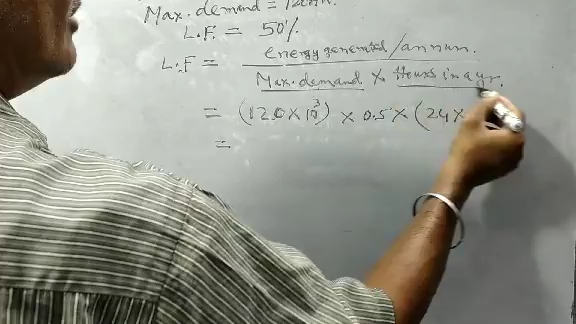 Max. demand = 120MW.
L.F. = 50%.
L.F = energy generated / annum.
Max. demand X Hours in a yr.
= (120 X 10³) X 0.5 X (24 X
=